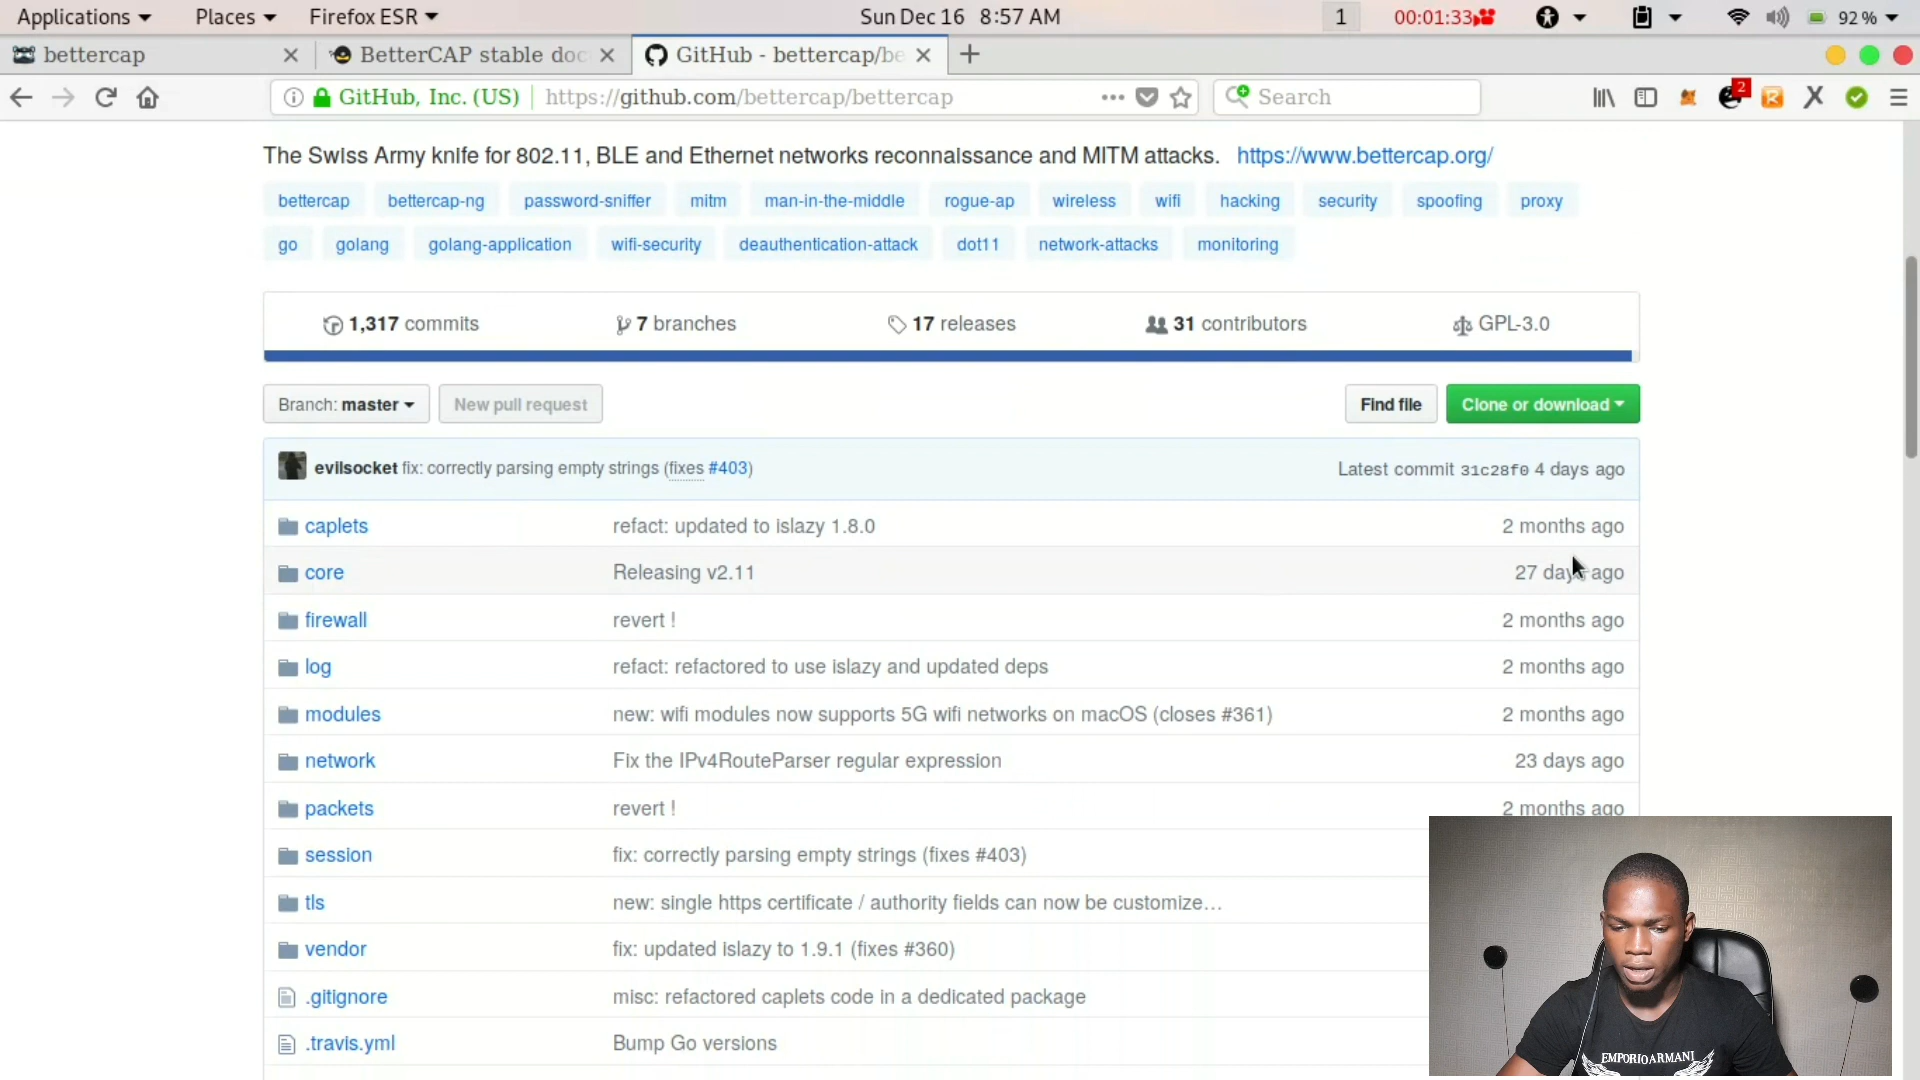 Applications Places Firefox ESR Sun Dec 16 8:57 AM 1 00:01:33 92 %
bettercap BetterCAP stable doc GitHub - bettercap/be
GitHub, Inc. (US) https://github.com/bettercap/bettercap Search 2
The Swiss Army knife for 802.11, BLE and Ethernet networks reconnaissance and MITM attacks. https://www.bettercap.org/
bettercap bettercap-ng password-sniffer mitm man-in-the-middle rogue-ap wireless wifi hacking security spoofing proxy
go golang golang-application wifi-security deauthentication-attack dot11 network-attacks monitoring
1,317 commits 7 branches 17 releases 31 contributors GPL-3.0
Branch: master New pull request Find file Clone or download
evilsocket fix: correctly parsing empty strings (fixes #403) Latest commit 31c28f0 4 days ago
caplets refact: updated to islazy 1.8.0 2 months ago
core Releasing v2.11 27 days ago
firewall revert ! 2 months ago
log refact: refactored to use islazy and updated deps 2 months ago
modules new: wifi modules now supports 5G wifi networks on macOS (closes #361) 2 months ago
network Fix the IPv4RouteParser regular expression 23 days ago
packets revert ! 2 months ago
session fix: correctly parsing empty strings (fixes #403)
tls new: single https certificate / authority fields can now be customize…
vendor fix: updated islazy to 1.9.1 (fixes #360)
.gitignore misc: refactored caplets code in a dedicated package
.travis.yml Bump Go versions
EMPORIO ARMANI